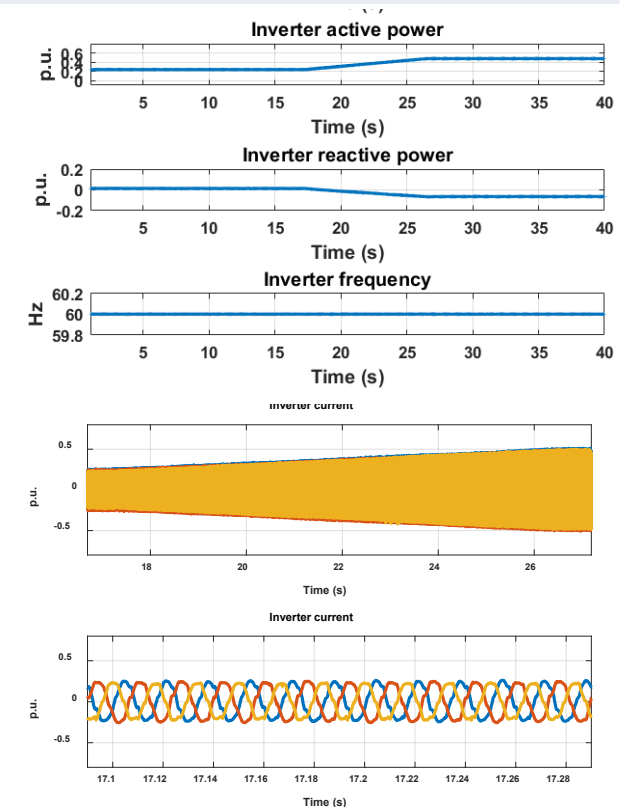 Inverter active power
p.u.
0.6
0.4
0.2
0
5 10 15 20 25 30 35 40
Time (s)
Inverter reactive power
p.u.
0.2
0
-0.2
5 10 15 20 25 30 35 40
Time (s)
Inverter frequency
Hz
60.2
60
59.8
5 10 15 20 25 30 35 40
Time (s)
Inverter current
p.u.
0.5
0
-0.5
18 20 22 24 26
Time (s)
Inverter current
p.u.
0.5
0
-0.5
17.1 17.12 17.14 17.16 17.18 17.2 17.22 17.24 17.26 17.28
Time (s)